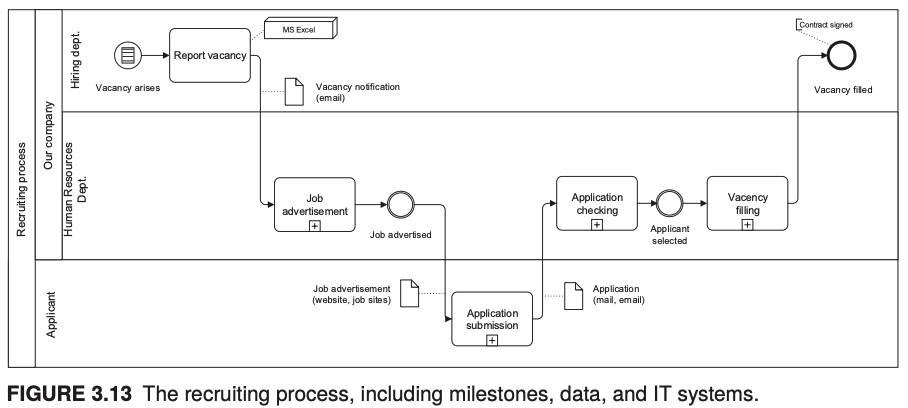 Recruiting process
Our company
Hiring dept.
Vacancy arises
Report vacancy
MS Excel
Vacancy notification
(email)
Contract signed
Vacancy filled
Human Resources
Dept.
Job
advertisement
Job advertised
Application
checking
Applicant
selected
Vacency
filling
Applicant
Job advertisement
(website, job sites)
Application
submission
Application
(mail, email)
FIGURE 3.13 The recruiting process, including milestones, data, and IT systems.